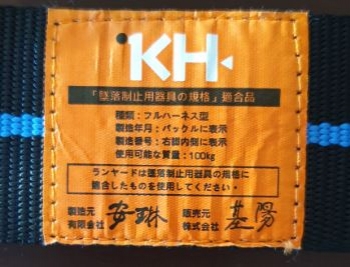 KH
「墜落制止用器具の規格」適合品
種類：フルハーネス型
製造年月：バックルに表示
製造番号：右脚内側に表示
使用可能な質量：100kg
ランヤードは墜落制止用器具の規格に
適合したものを使用してください。
製造元 有限会社 安琳 販売元 株式会社 基陽